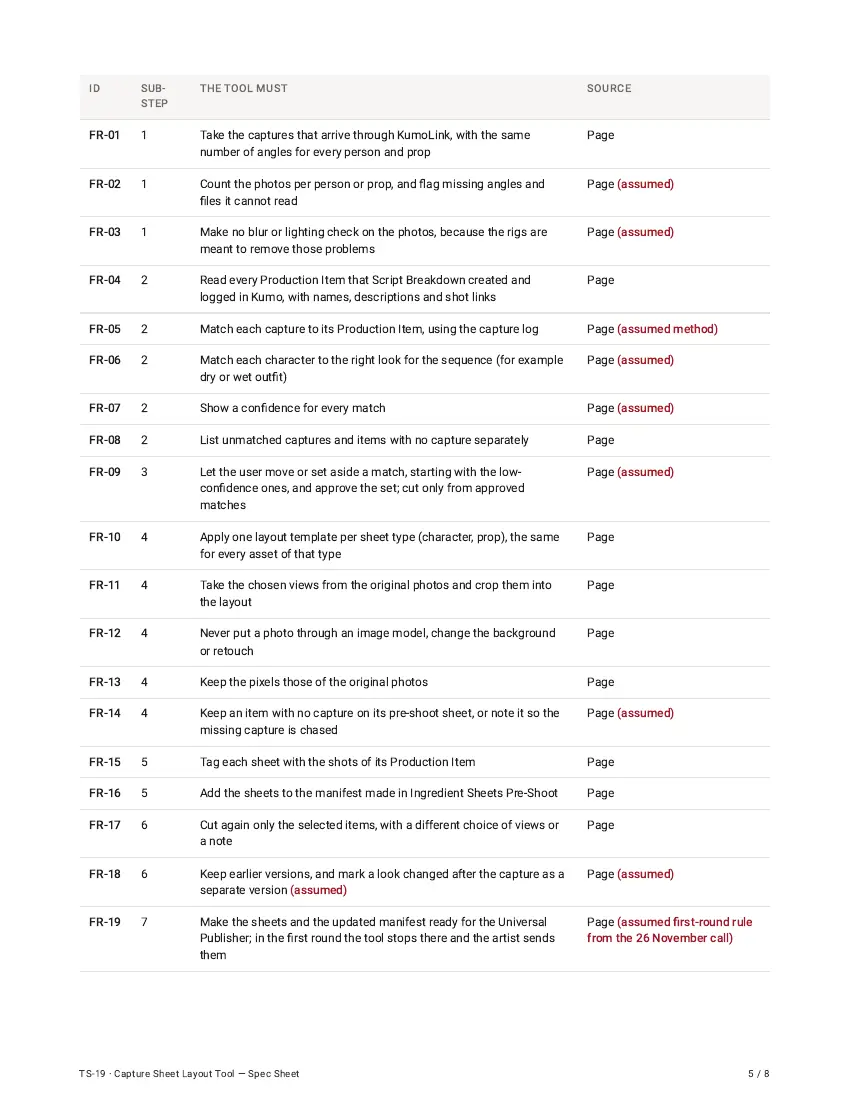 ID SUB- THE TOOL MUST SOURCE
STEP
FR-01 1 Take the captures that arrive through KumoLink, with the same Page
number of angles for every person and prop
FR-02 1 Count the photos per person or prop, and flag missing angles and Page (assumed)
files it cannot read
FR-03 1 Make no blur or lighting check on the photos, because the rigs are Page (assumed)
meant to remove those problems
FR-04 2 Read every Production Item that Script Breakdown created and Page
logged in Kumo, with names, descriptions and shot links
FR-05 2 Match each capture to its Production Item, using the capture log Page (assumed method)
FR-06 2 Match each character to the right look for the sequence (for example Page (assumed)
dry or wet outfit)
FR-07 2 Show a confidence for every match Page (assumed)
FR-08 2 List unmatched captures and items with no capture separately Page
FR-09 3 Let the user move or set aside a match, starting with the low- Page (assumed)
confidence ones, and approve the set; cut only from approved
matches
FR-10 4 Apply one layout template per sheet type (character, prop), the same Page
for every asset of that type
FR-11 4 Take the chosen views from the original photos and crop them into Page
the layout
FR-12 4 Never put a photo through an image model, change the background Page
or retouch
FR-13 4 Keep the pixels those of the original photos Page
FR-14 4 Keep an item with no capture on its pre-shoot sheet, or note it so the Page (assumed)
missing capture is chased
FR-15 5 Tag each sheet with the shots of its Production Item Page
FR-16 5 Add the sheets to the manifest made in Ingredient Sheets Pre-Shoot Page
FR-17 6 Cut again only the selected items, with a different choice of views or Page
a note
FR-18 6 Keep earlier versions, and mark a look changed after the capture as a Page (assumed)
separate version (assumed)
FR-19 7 Make the sheets and the updated manifest ready for the Universal Page (assumed first-round rule
Publisher; in the first round the tool stops there and the artist sends from the 26 November call)
them
TS-19 · Capture Sheet Layout Tool — Spec Sheet 5 / 8